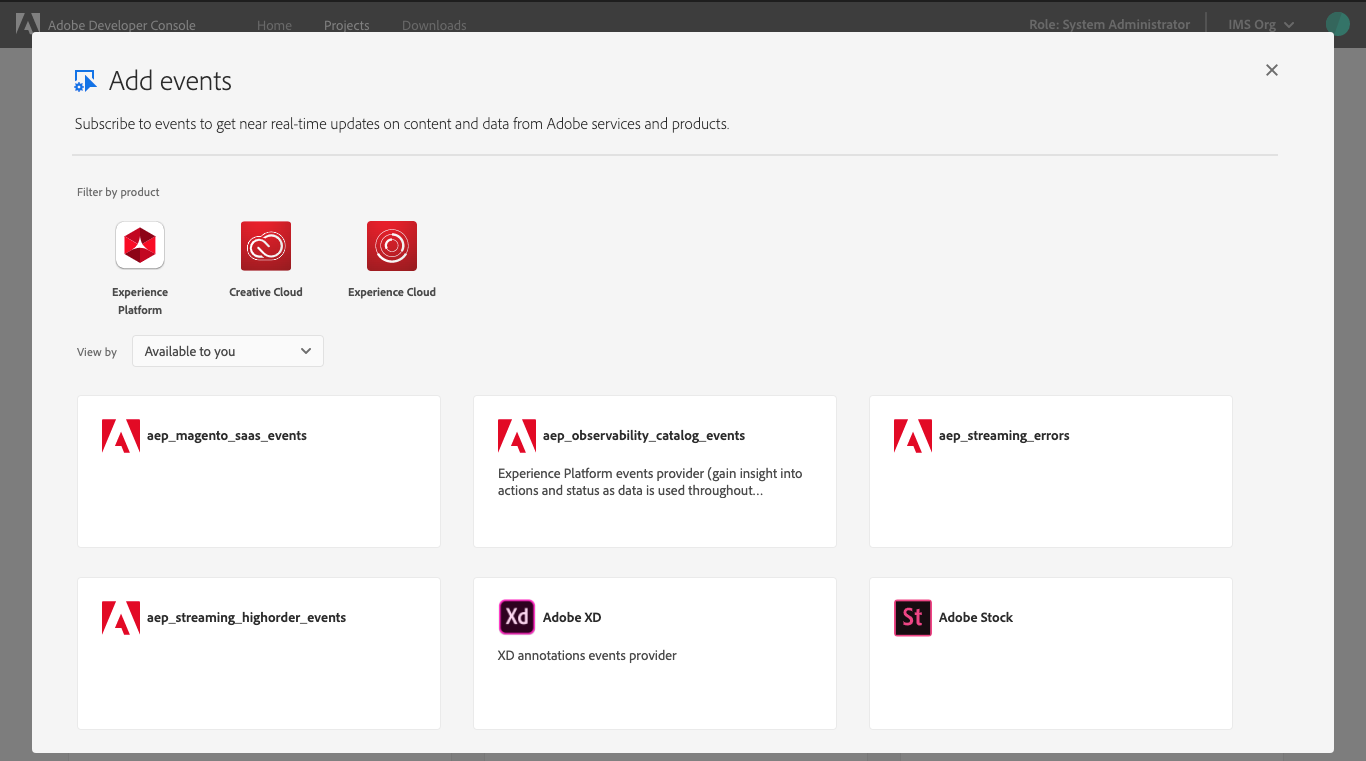 Adobe Developer Console
Home
Projects
Downloads
Role: System Administrator
IMS Org
Add events
Subscribe to events to get near real-time updates on content and data from Adobe services and products.
Filter by product
Experience
Platform
Creative Cloud
Experience Cloud
View by
Available to you
aep_magento_saas_events
aep_observability_catalog_events
Experience Platform events provider (gain insight into
actions and status as data is used throughout…
aep_streaming_errors
aep_streaming_highorder_events
Xd
Adobe XD
XD annotations events provider
St
Adobe Stock